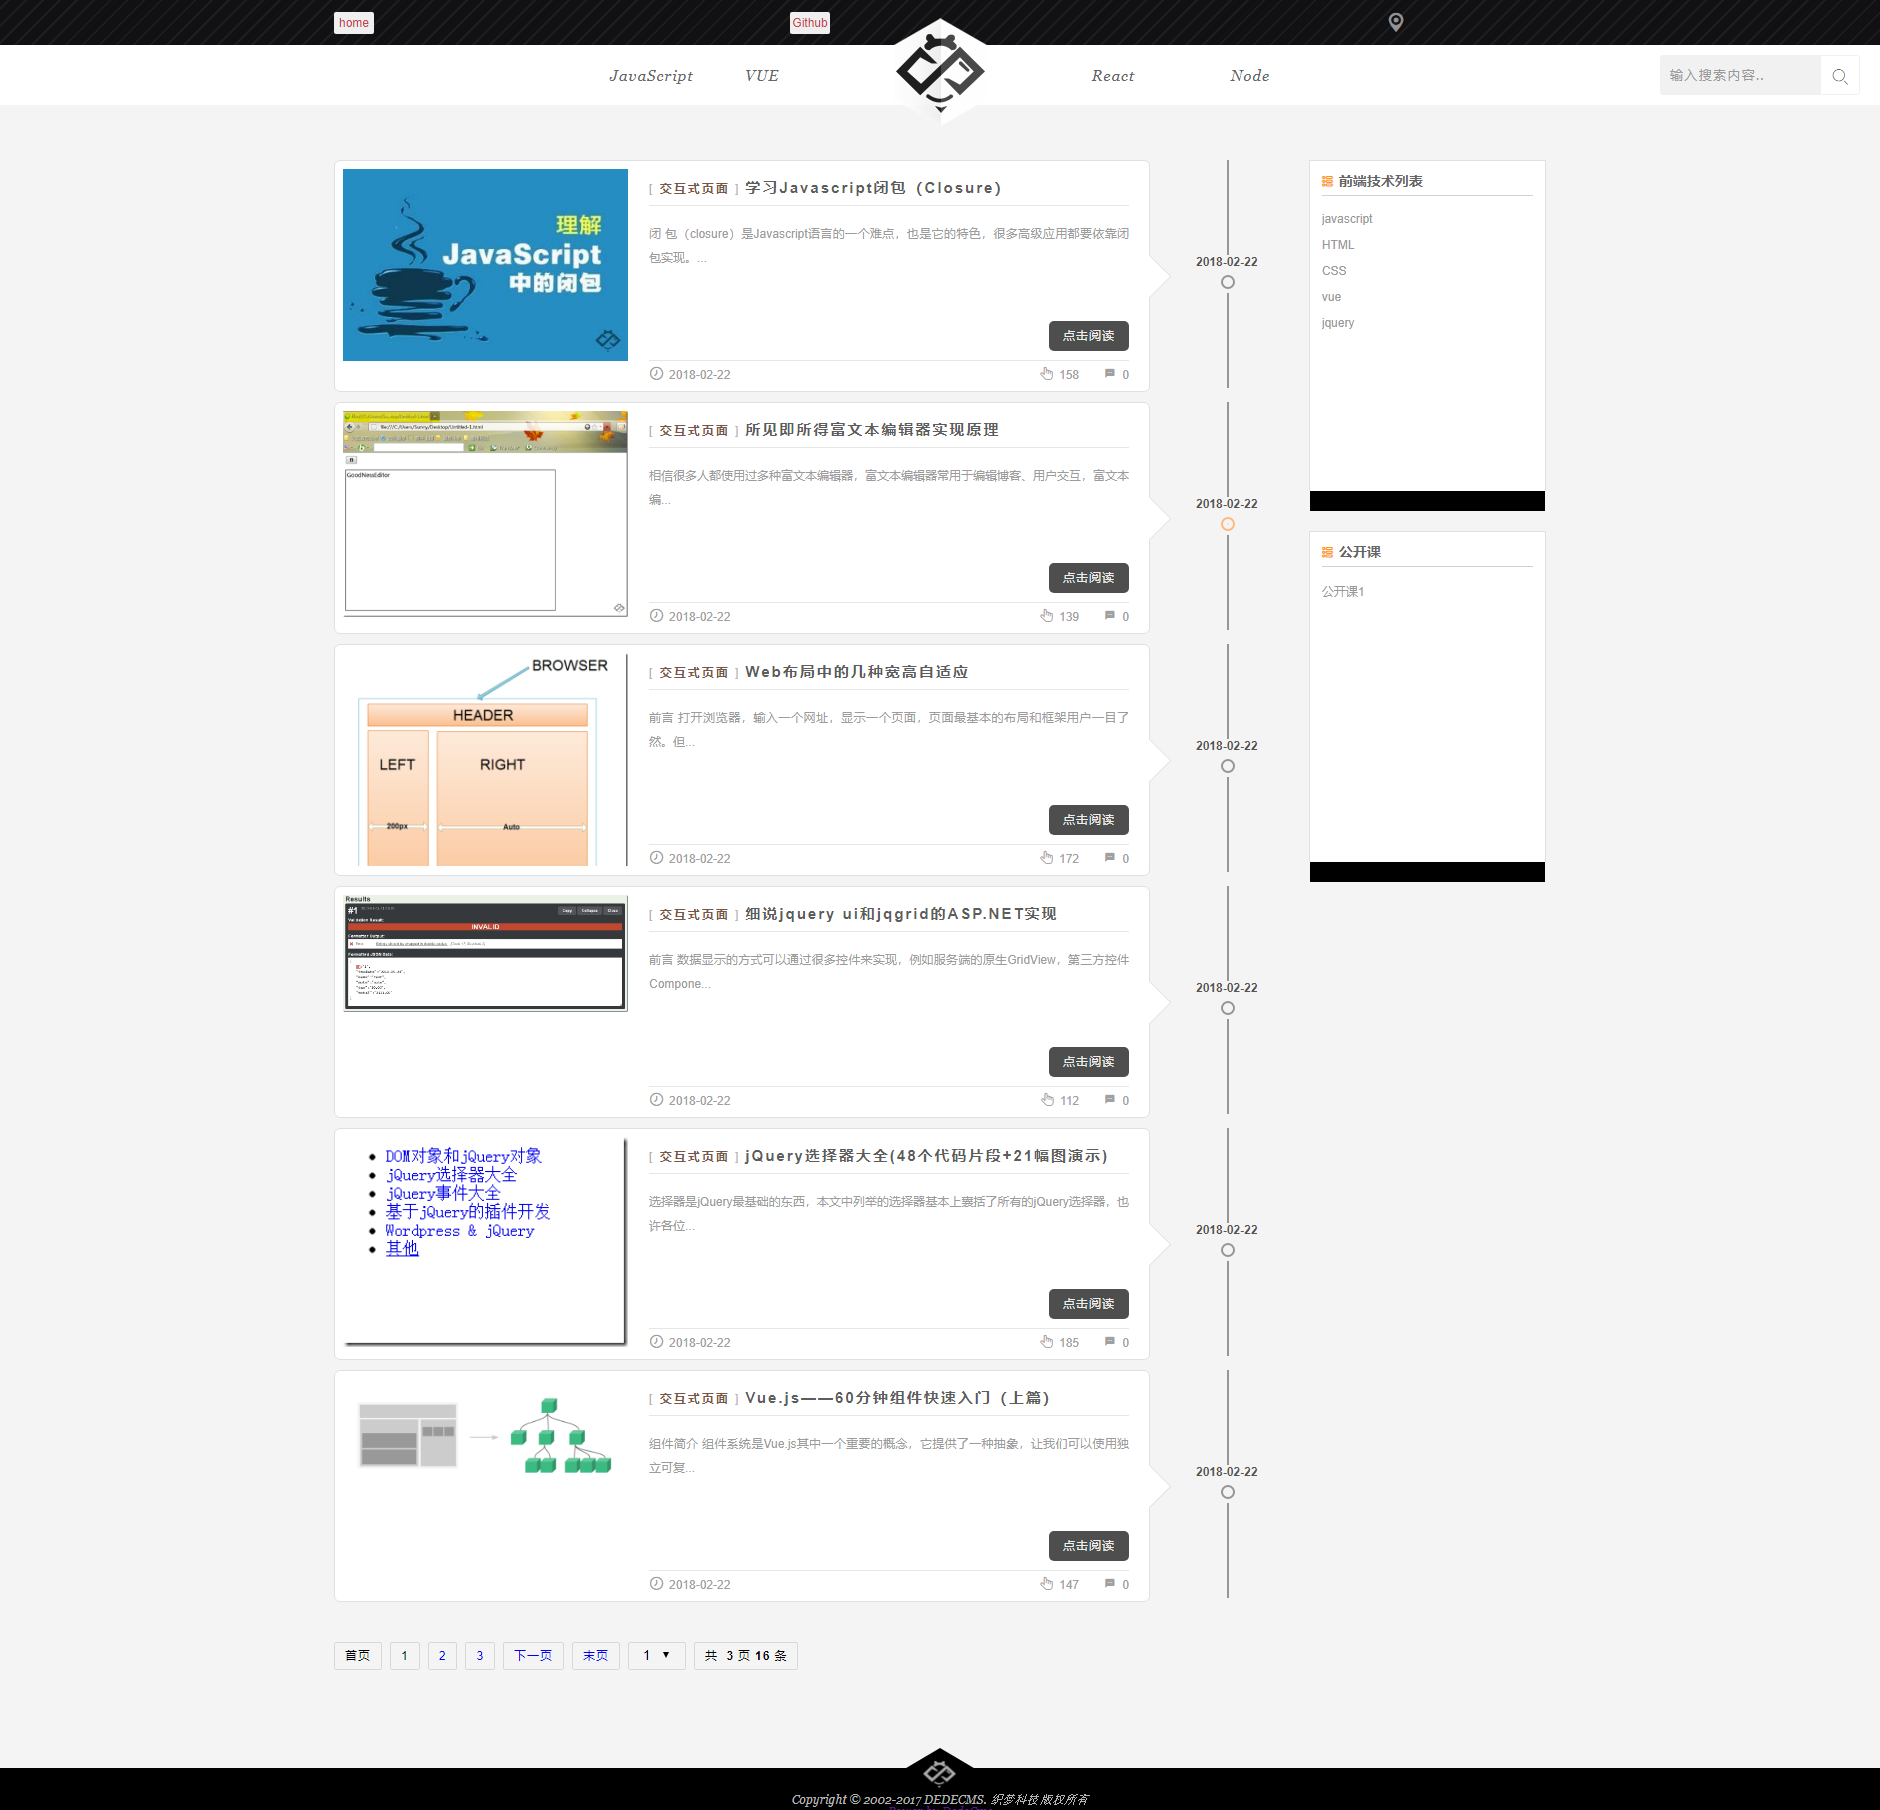 home
Github
JavaScript
VUE
React
Node
输入搜索内容..
理解
JavaScript
中的闭包
[ 交互式页面 ] 学习Javascript闭包（Closure）
闭 包（closure）是Javascript语言的一个难点，也是它的特色，很多高级应用都要依靠闭
包实现。...
点击阅读
2018-02-22
158
0
2018-02-22
GoodNessEditor
[ 交互式页面 ] 所见即所得富文本编辑器实现原理
相信很多人都使用过多种富文本编辑器，富文本编辑器常用于编辑博客、用户交互，富文本
编...
点击阅读
2018-02-22
139
0
2018-02-22
BROWSER
HEADER
LEFT
RIGHT
200px
Auto
[ 交互式页面 ] Web布局中的几种宽高自适应
前言 打开浏览器，输入一个网址，显示一个页面，页面最基本的布局和框架用户一目了
然。但...
点击阅读
2018-02-22
172
0
2018-02-22
Results
#1
INVALID
[ 交互式页面 ] 细说jquery ui和jqgrid的ASP.NET实现
前言 数据显示的方式可以通过很多控件来实现，例如服务端的原生GridView，第三方控件
Compone...
点击阅读
2018-02-22
112
0
2018-02-22
DOM对象和jQuery对象
jQuery选择器大全
jQuery事件大全
基于jQuery的插件开发
Wordpress & jQuery
其他
[ 交互式页面 ] jQuery选择器大全(48个代码片段+21幅图演示)
选择器是jQuery最基础的东西，本文中列举的选择器基本上囊括了所有的jQuery选择器，也
许各位...
点击阅读
2018-02-22
185
0
2018-02-22
[ 交互式页面 ] Vue.js——60分钟组件快速入门（上篇）
组件简介 组件系统是Vue.js其中一个重要的概念，它提供了一种抽象，让我们可以使用独
立可复...
点击阅读
2018-02-22
147
0
2018-02-22
前端技术列表
javascript
HTML
CSS
vue
jquery
公开课
公开课1
首页 1 2 3 下一页 末页 1 共 3 页 16 条
Copyright © 2002-2017 DEDECMS. 织梦科技 版权所有